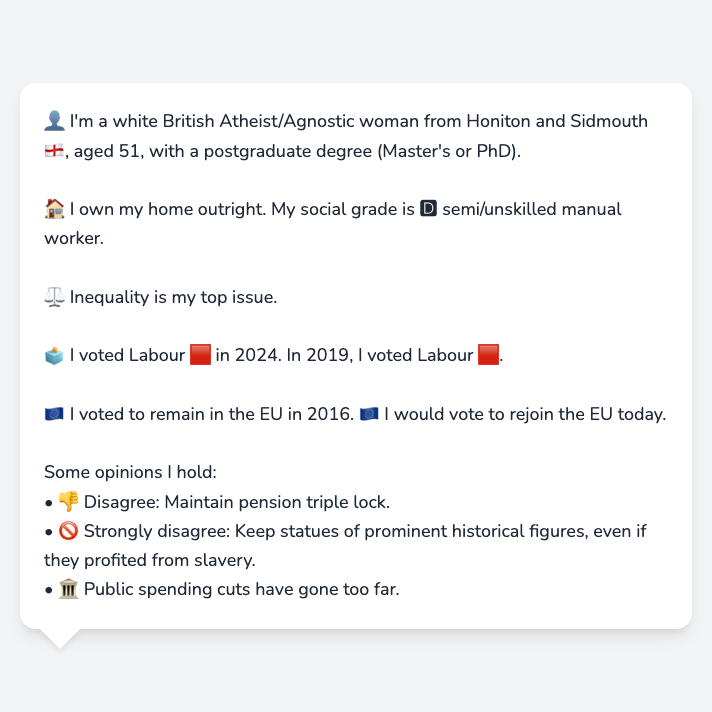 👤 I'm a white British Atheist/Agnostic woman from Honiton and Sidmouth
🏴󠁧󠁢󠁥󠁮󠁧󠁿, aged 51, with a postgraduate degree (Master's or PhD).
🏠 I own my home outright. My social grade is 🅳 semi/unskilled manual
worker.
⚖️ Inequality is my top issue.
🗳️ I voted Labour 🟥 in 2024. In 2019, I voted Labour 🟥.
🇪🇺 I voted to remain in the EU in 2016. 🇪🇺 I would vote to rejoin the EU today.
Some opinions I hold:
• 👎 Disagree: Maintain pension triple lock.
• 🚫 Strongly disagree: Keep statues of prominent historical figures, even if
they profited from slavery.
• 🏛️ Public spending cuts have gone too far.